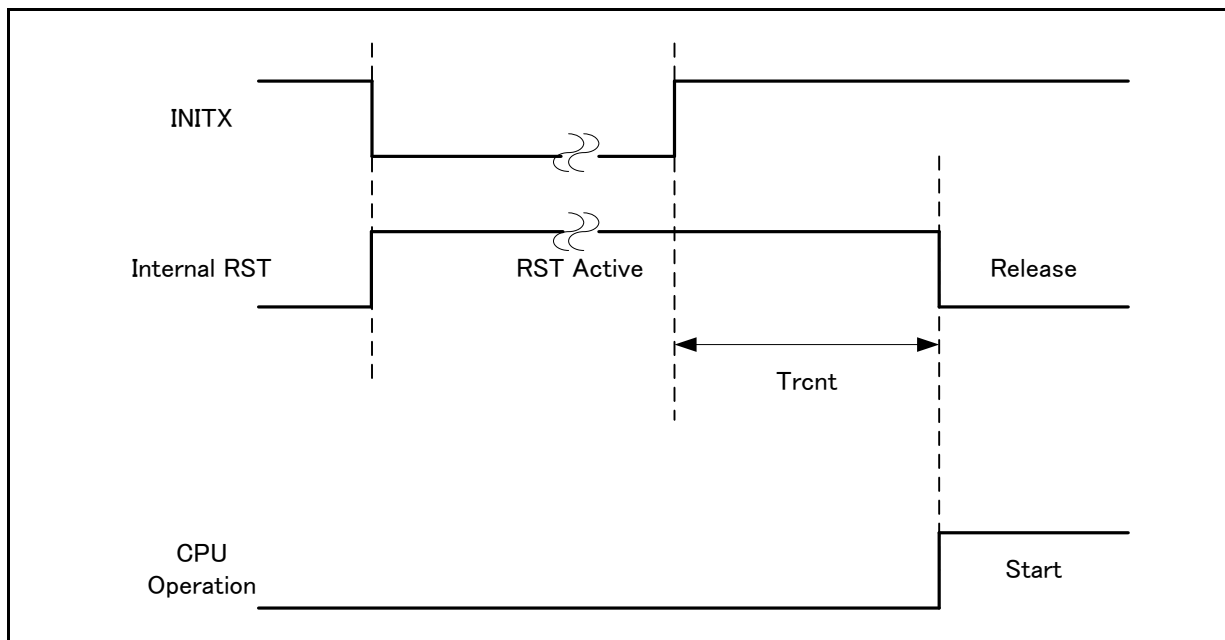 INITX
Internal RST
RST Active
Release
Trcnt
CPU
Operation
Start